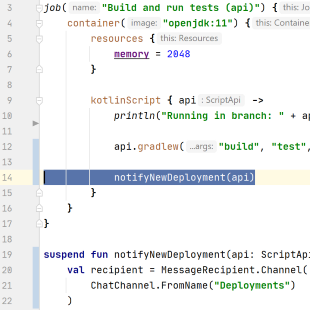 3 job( name: "Build and run tests (api)") { this: Jo
4 container( image: "openjdk:11") { this: Containe
5 resources { this: Resources
6 memory = 2048
7 }
8
9 kotlinScript { api : ScriptApi ->
10 println("Running in branch: " + ap
11
12 api.gradlew( ...args: "build", "test",
13
14 notifyNewDeployment(api)
15 }
16 }
17 }
18
19 suspend fun notifyNewDeployment(api: ScriptAp
20 val recipient = MessageRecipient.Channel(
21 ChatChannel.FromName("Deployments")
22 )